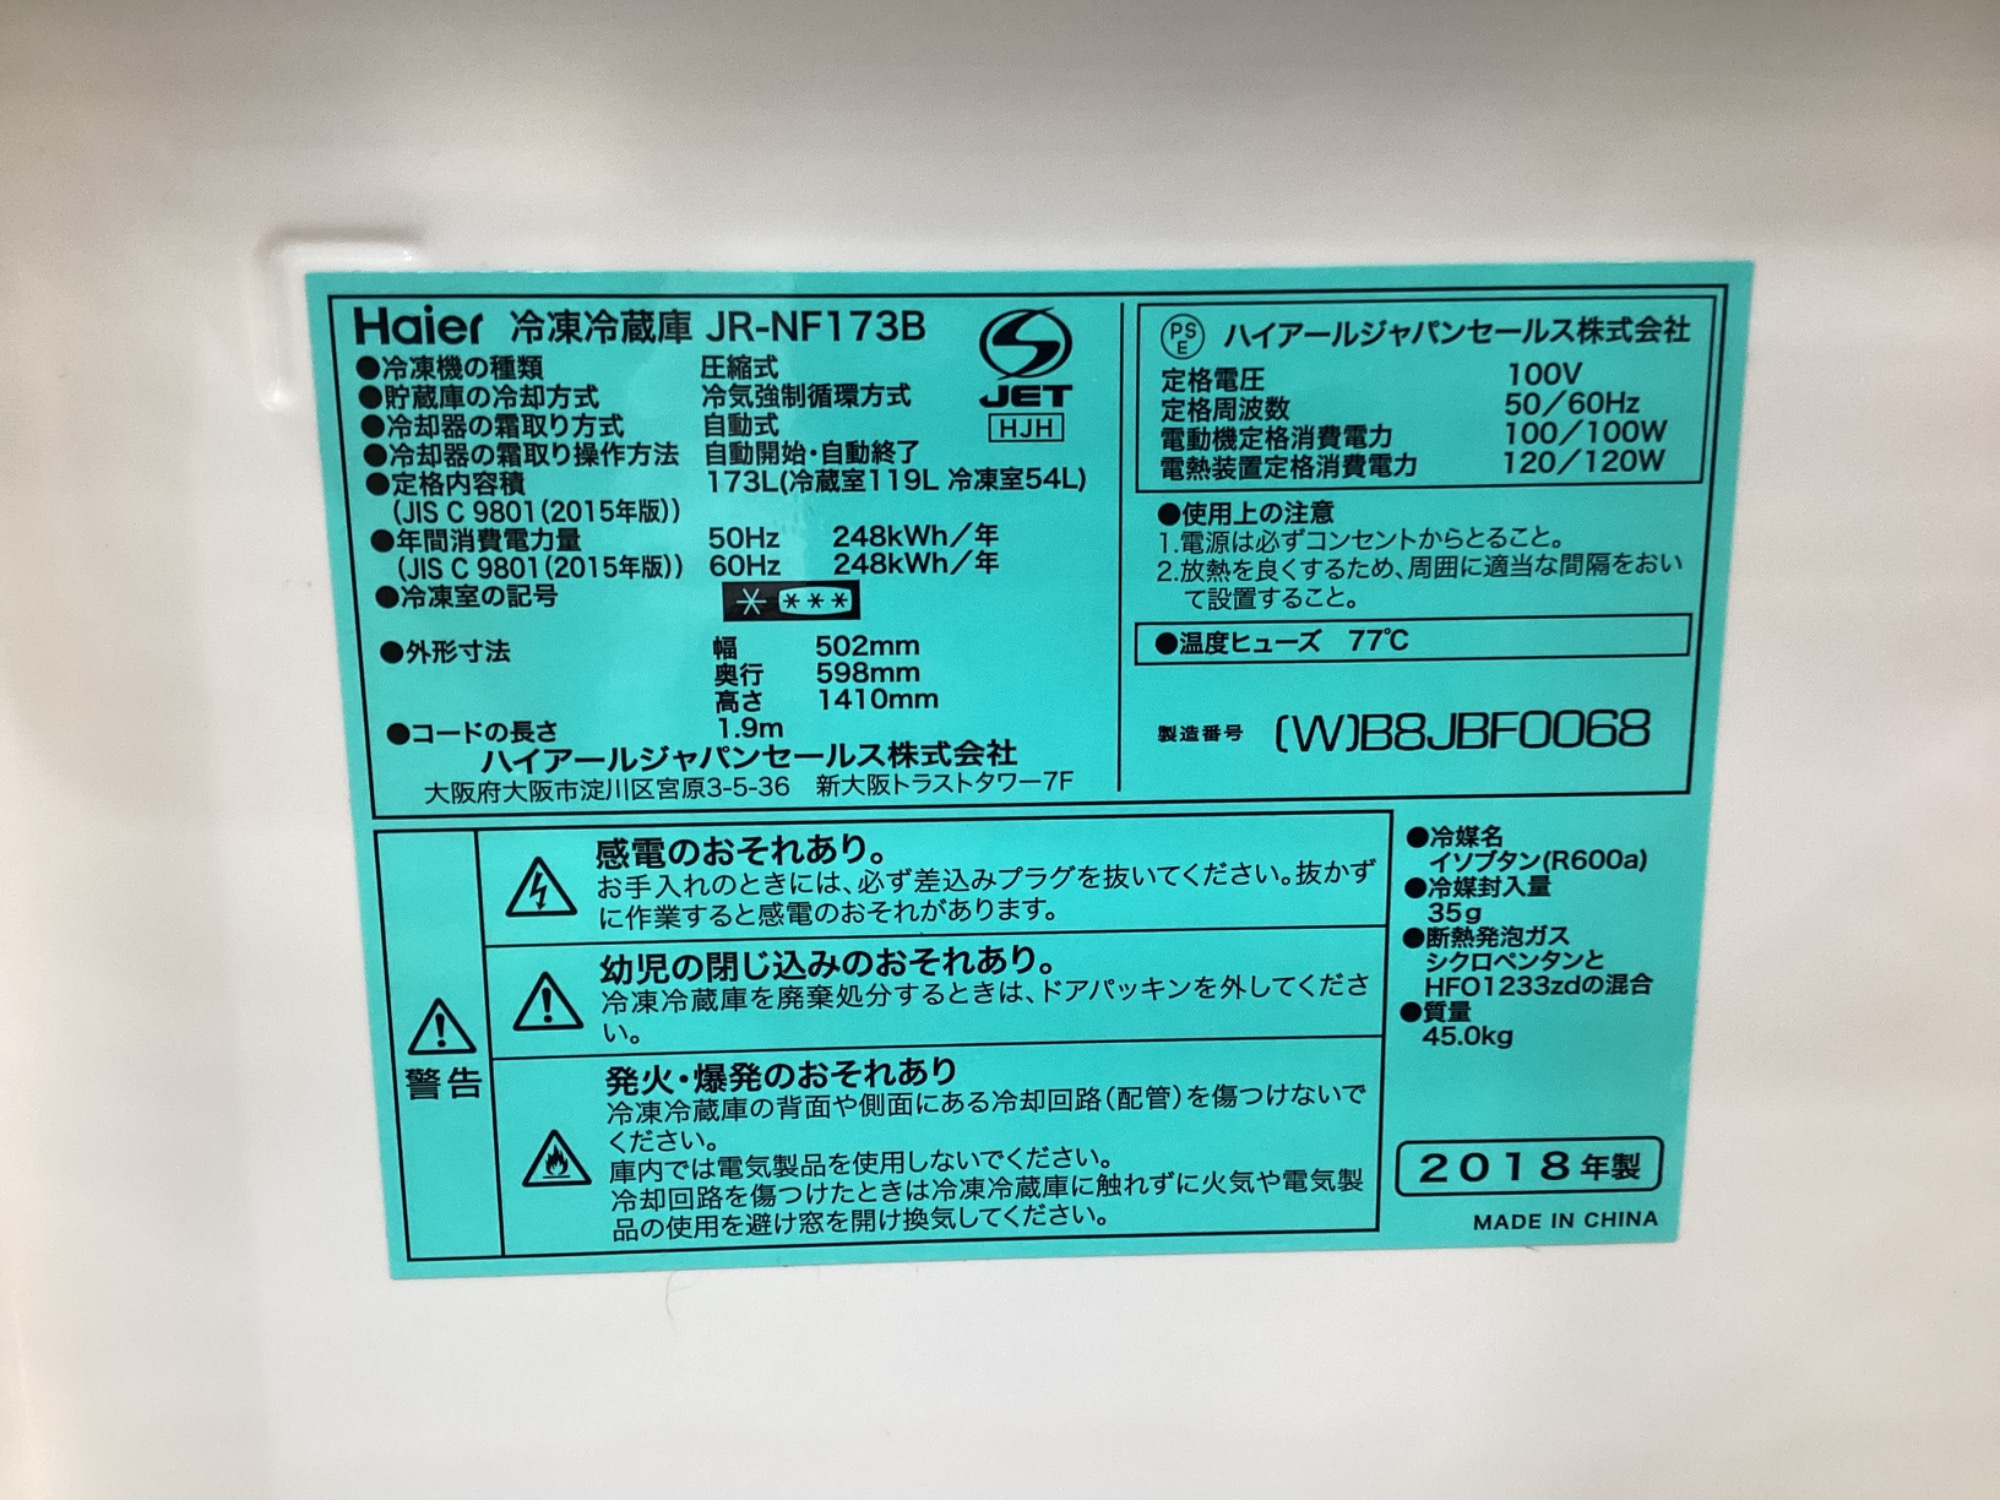 Haier 冷凍冷蔵庫 JR-NF173B
●冷凍機の種類 圧縮式
●貯蔵庫の冷却方式 冷気強制循環方式
●冷却器の霜取り方式 自動式
●冷却器の霜取り操作方法 自動開始・自動終了
●定格内容積 173L(冷蔵室119L 冷凍室54L)
(JIS C 9801(2015年版))
●年間消費電力量 50Hz 248kWh／年
(JIS C 9801(2015年版)) 60Hz 248kWh／年
●冷凍室の記号 * ***
●外形寸法 幅 502mm
奥行 598mm
高さ 1410mm
●コードの長さ 1.9m
ハイアールジャパンセールス株式会社
大阪府大阪市淀川区宮原3-5-36 新大阪トラストタワー7F
JET
HJH
PS
E
ハイアールジャパンセールス株式会社
定格電圧 100V
定格周波数 50／60Hz
電動機定格消費電力 100／100W
電熱装置定格消費電力 120／120W
●使用上の注意
1.電源は必ずコンセントからとること。
2.放熱を良くするため、周囲に適当な間隔をおい
て設置すること。
●温度ヒューズ 77℃
製造番号 (W)B8JBF0068
警告
感電のおそれあり。
お手入れのときには、必ず差込みプラグを抜いてください。抜かず
に作業すると感電のおそれがあります。
幼児の閉じ込みのおそれあり。
冷凍冷蔵庫を廃棄処分するときは、ドアパッキンを外してくださ
い。
発火・爆発のおそれあり
冷凍冷蔵庫の背面や側面にある冷却回路(配管)を傷つけないで
ください。
庫内では電気製品を使用しないでください。
冷却回路を傷つけたときは冷凍冷蔵庫に触れずに火気や電気製
品の使用を避け窓を開け換気してください。
●冷媒名
イソブタン(R600a)
●冷媒封入量
35g
●断熱発泡ガス
シクロペンタンと
HFO1233zdの混合
●質量
45.0kg
2018年製
MADE IN CHINA